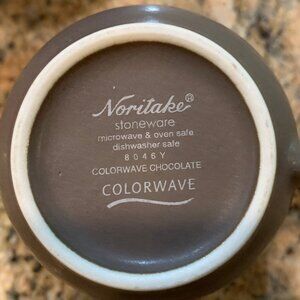 Noritake®
stoneware
microwave & oven safe
dishwasher safe
8046Y
COLORWAVE CHOCOLATE
COLORWAVE